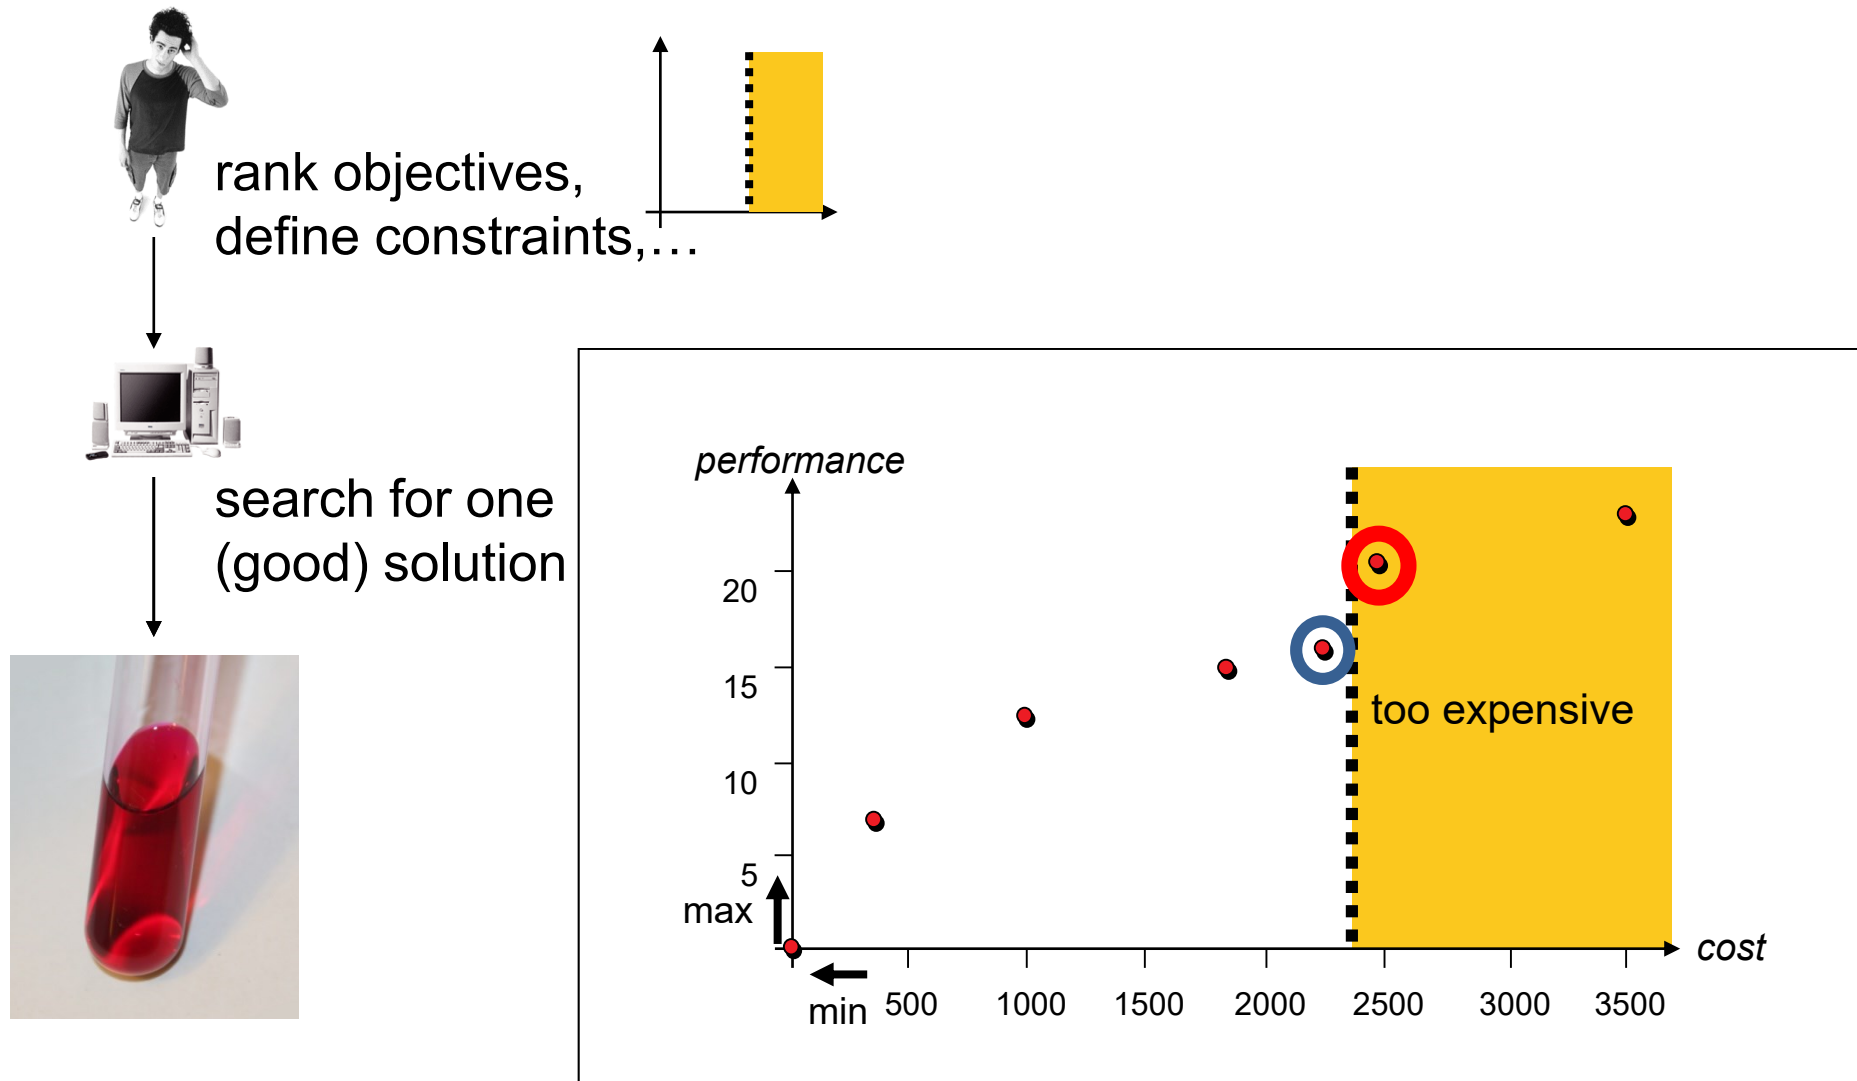 rank objectives,
define constraints,…
search for one
(good) solution
performance
20
15
10
5
max
min
too expensive
cost
500 1000 1500 2000 2500 3000 3500